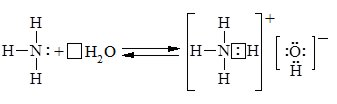 H H
H—N: + □H₂O ⇌ [H—N:H]⁺ [:Ö:]⁻
H H H